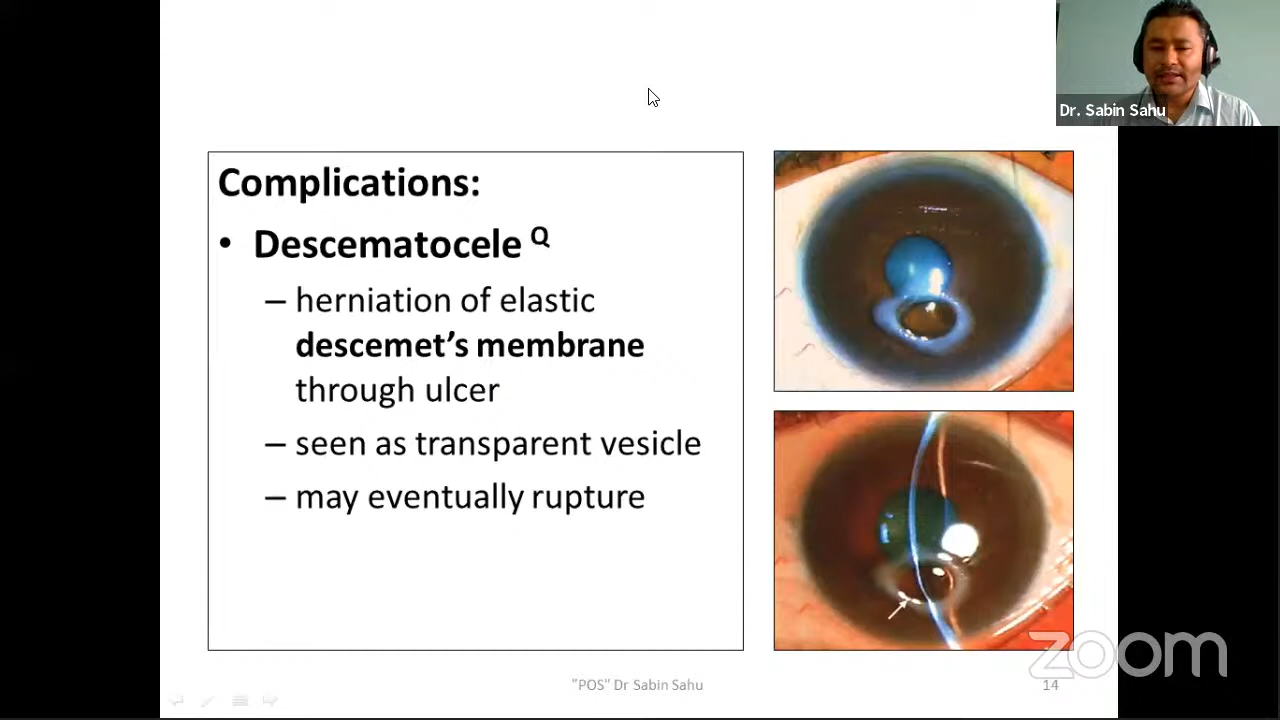 Dr. Sabin Sahu
Complications:
• Descematocele Q
– herniation of elastic
descemet’s membrane
through ulcer
– seen as transparent vesicle
– may eventually rupture
zoom
"POS" Dr Sabin Sahu
14